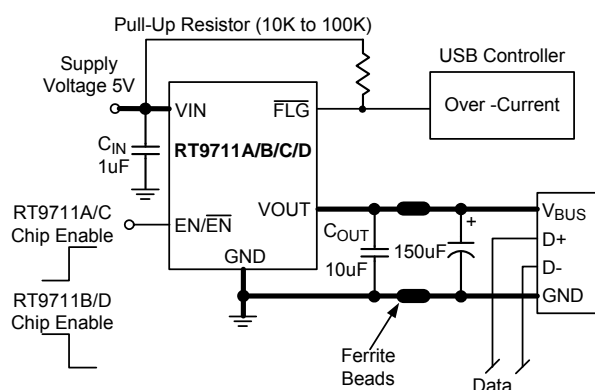 Pull-Up Resistor (10K to 100K)
USB Controller
Supply
Voltage 5V
VIN
FLG
Over -Current
CIN
1uF
RT9711A/B/C/D
RT9711A/C
Chip Enable
EN/EN
VOUT
GND
COUT
10uF
150uF
+
VBUS
D+
D-
GND
RT9711B/D
Chip Enable
Ferrite
Beads
Data